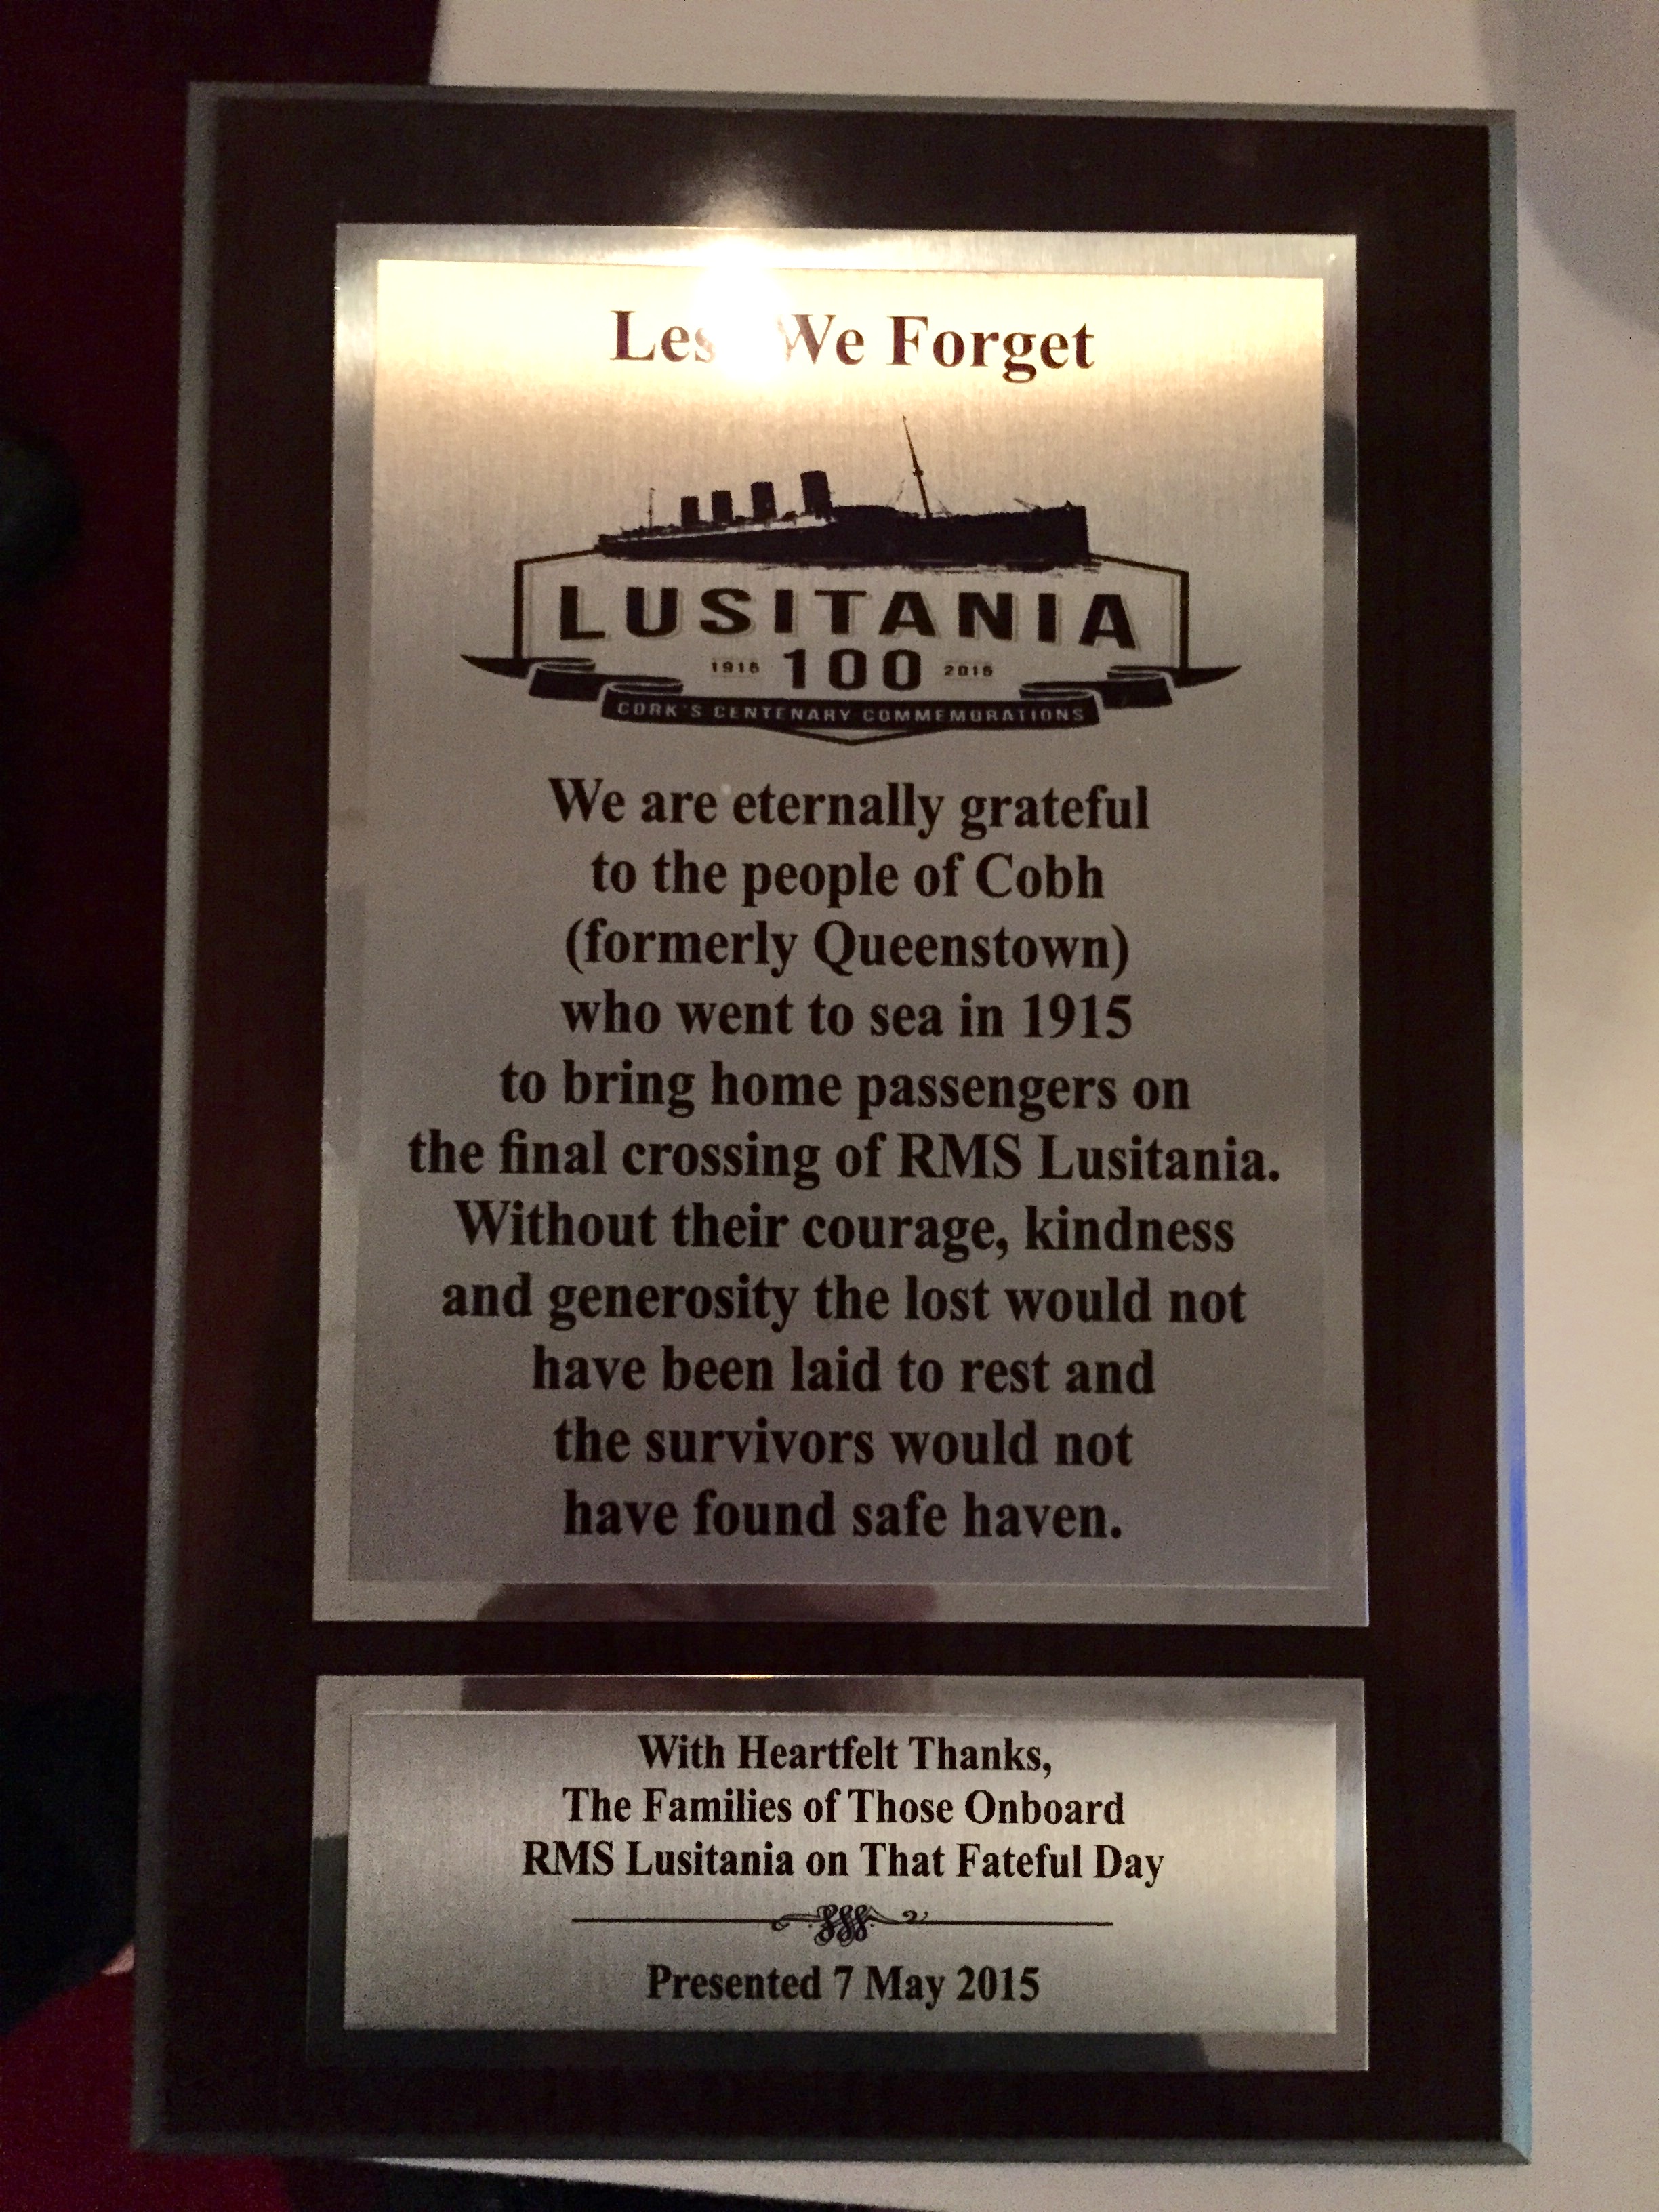 We Forget
LUSITANIA
1915 100 2015
CORK'S CENTENARY COMMEMORATIONS
We are eternally grateful
to the people of Cobh
(formerly Queenstown)
who went to sea in 1915
to bring home passengers on
the final crossing of RMS Lusitania.
Without their courage, kindness
and generosity the lost would not
have been laid to rest and
the survivors would not
have found safe haven.
With Heartfelt Thanks,
The Families of Those Onboard
RMS Lusitania on That Fateful Day
Presented 7 May 2015